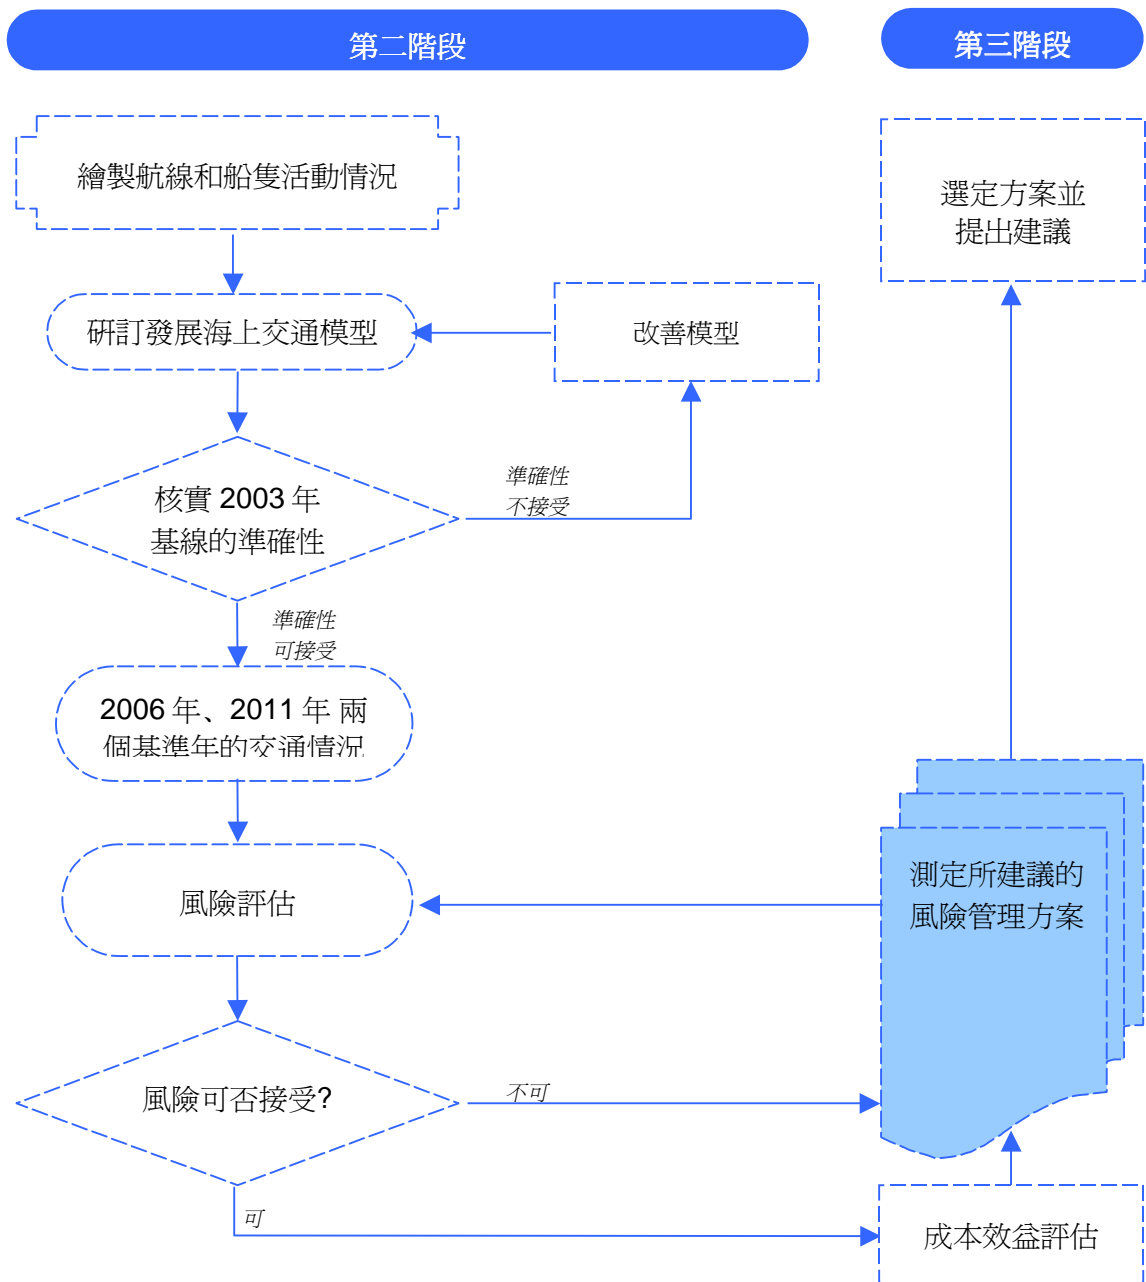 第二階段
第三階段
繪製航線和船隻活動情況
選定方案並
提出建議
研訂發展海上交通模型
改善模型
核實 2003 年
基線的準確性
準確性
不接受
準確性
可接受
2006 年、2011 年 兩
個基準年的交通情況
風險評估
測定所建議的
風險管理方案
風險可否接受?
不可
可
成本效益評估